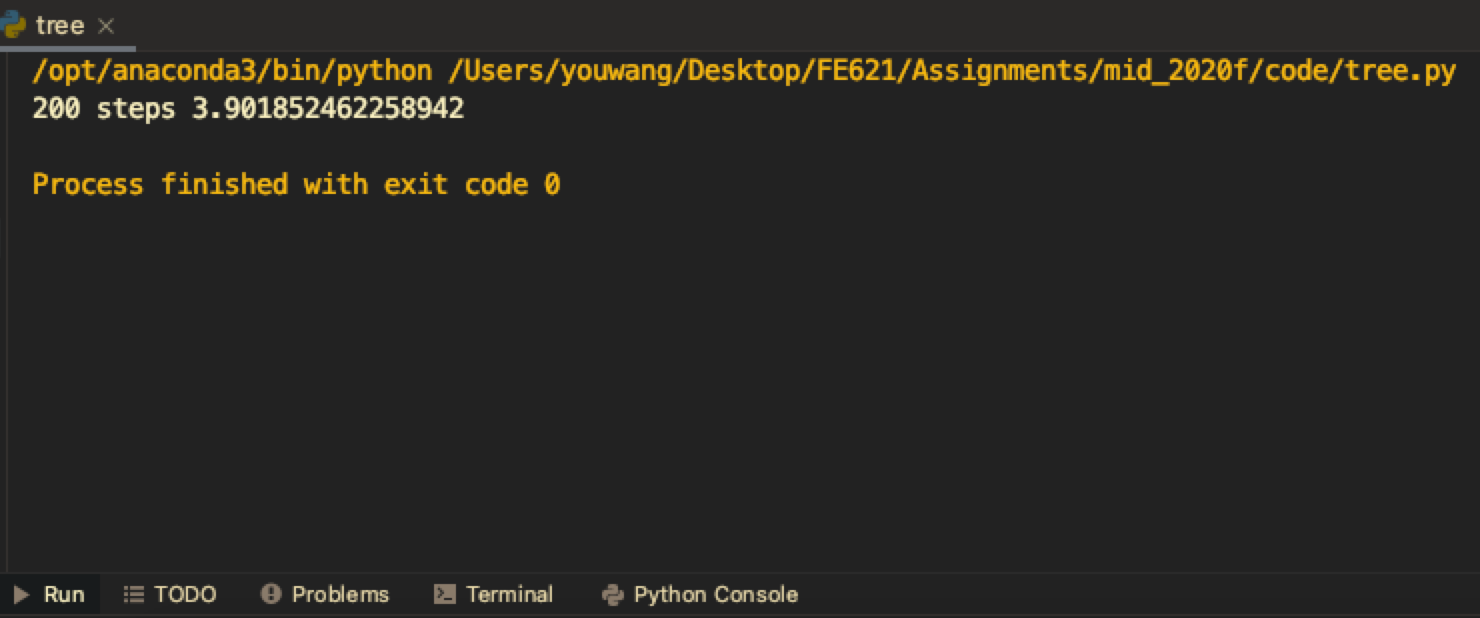 tree
/opt/anaconda3/bin/python /Users/youwang/Desktop/FE621/Assignments/mid_2020f/code/tree.py
200 steps 3.901852462258942
Process finished with exit code 0
Run TODO Problems Terminal Python Console